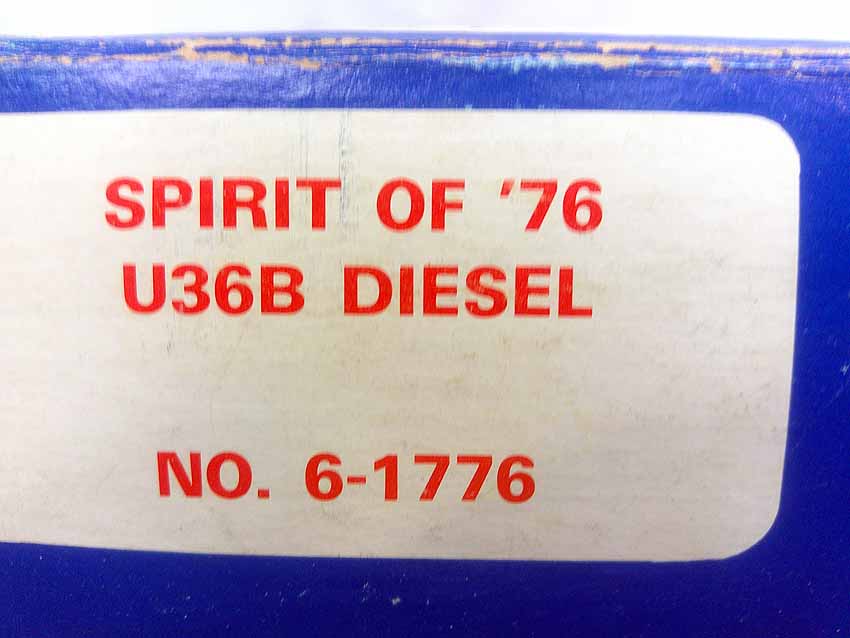 SPIRIT OF '76
U36B DIESEL
NO. 6-1776